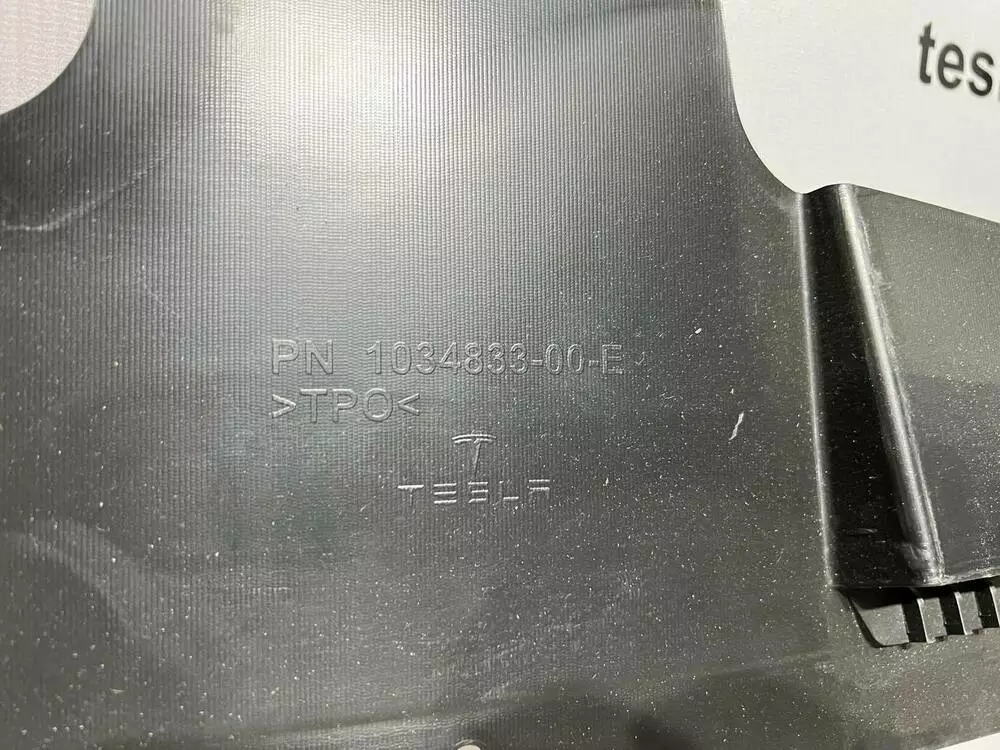 tes
PN 1034833-00-E
>TPO<
TESLA